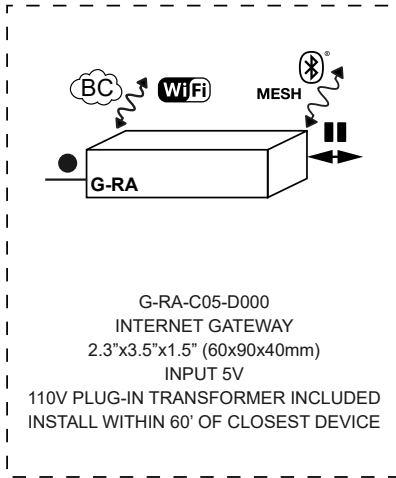 BC WiFi
MESH ®
G-RA
G-RA-C05-D000
INTERNET GATEWAY
2.3”x3.5”x1.5” (60x90x40mm)
INPUT 5V
110V PLUG-IN TRANSFORMER INCLUDED
INSTALL WITHIN 60’ OF CLOSEST DEVICE